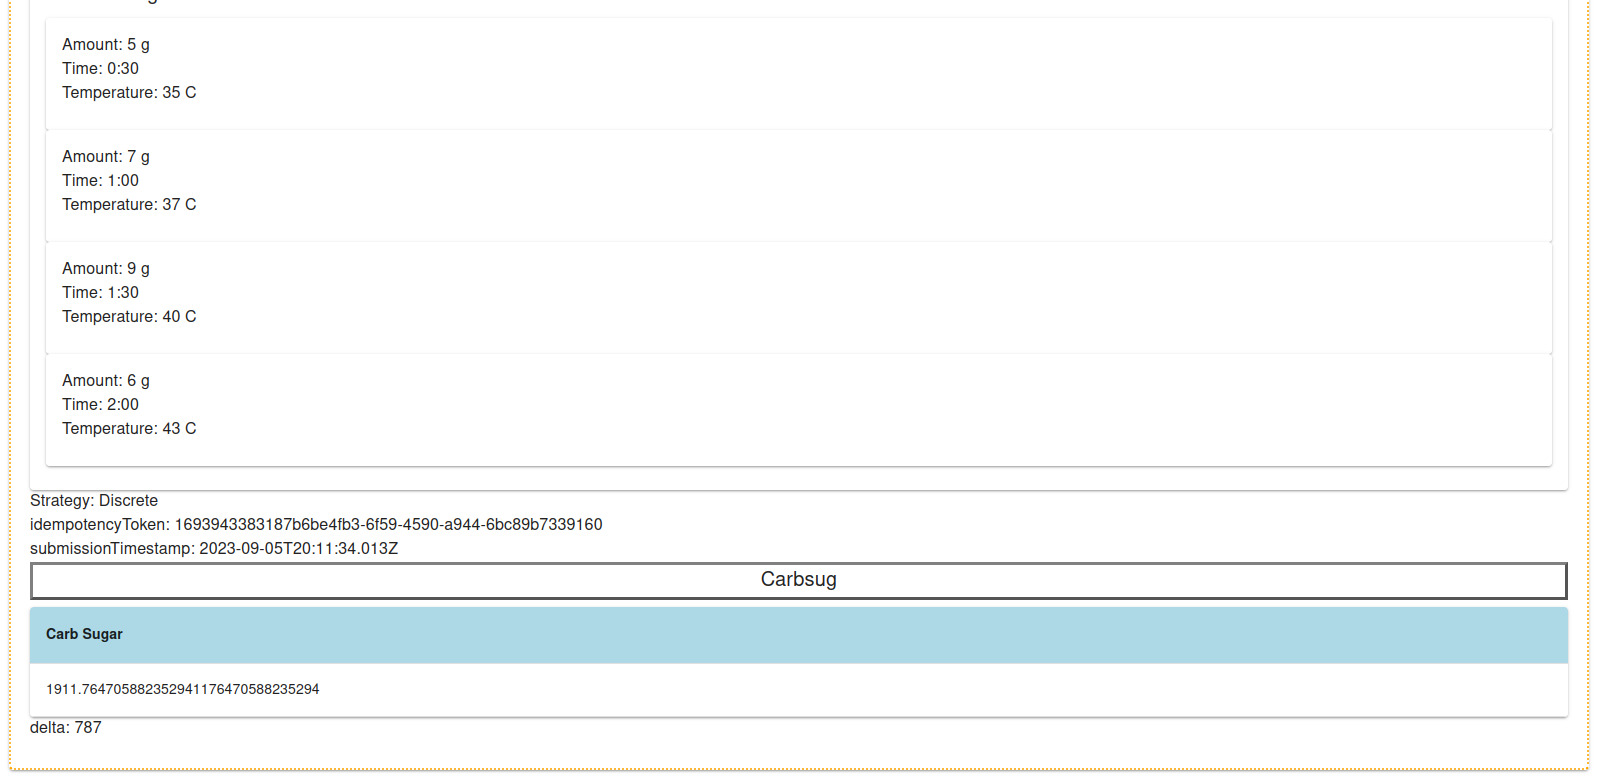 Amount: 5 g
Time: 0:30
Temperature: 35 C
Amount: 7 g
Time: 1:00
Temperature: 37 C
Amount: 9 g
Time: 1:30
Temperature: 40 C
Amount: 6 g
Time: 2:00
Temperature: 43 C
Strategy: Discrete
idempotencyToken: 1693943383187b6be4fb3-6f59-4590-a944-6bc89b7339160
submissionTimestamp: 2023-09-05T20:11:34.013Z
Carbsug
Carb Sugar
1911.764705882352941176470588235294
delta: 787